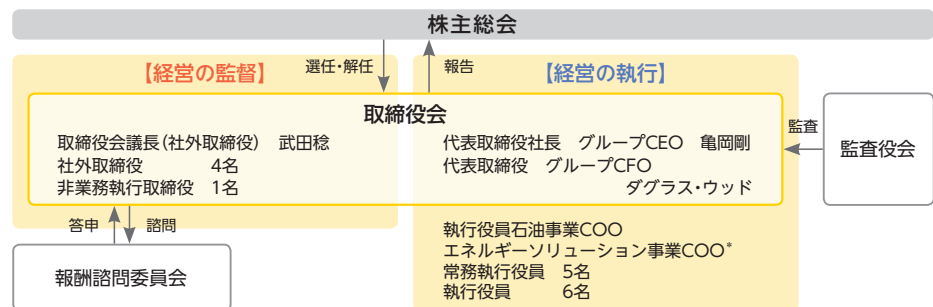 株主総会
【経営の監督】
選任・解任
報告
【経営の執行】
取締役会
取締役会議長(社外取締役) 武田稔
社外取締役 4名
非業務執行取締役 1名
代表取締役社長 グループCEO 亀岡剛
代表取締役 グループCFO
ダグラス・ウッド
監査
監査役会
答申
諮問
報酬諮問委員会
執行役員石油事業COO
エネルギーソリューション事業COO*
常務執行役員 5名
執行役員 6名